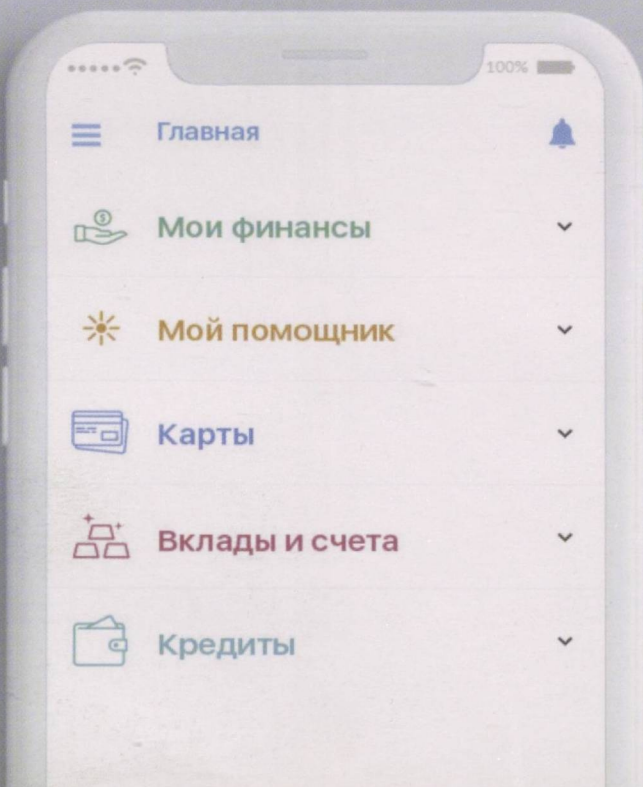 100%
Главная
Мои финансы
Мой помощник
Карты
Вклады и счета
Кредиты